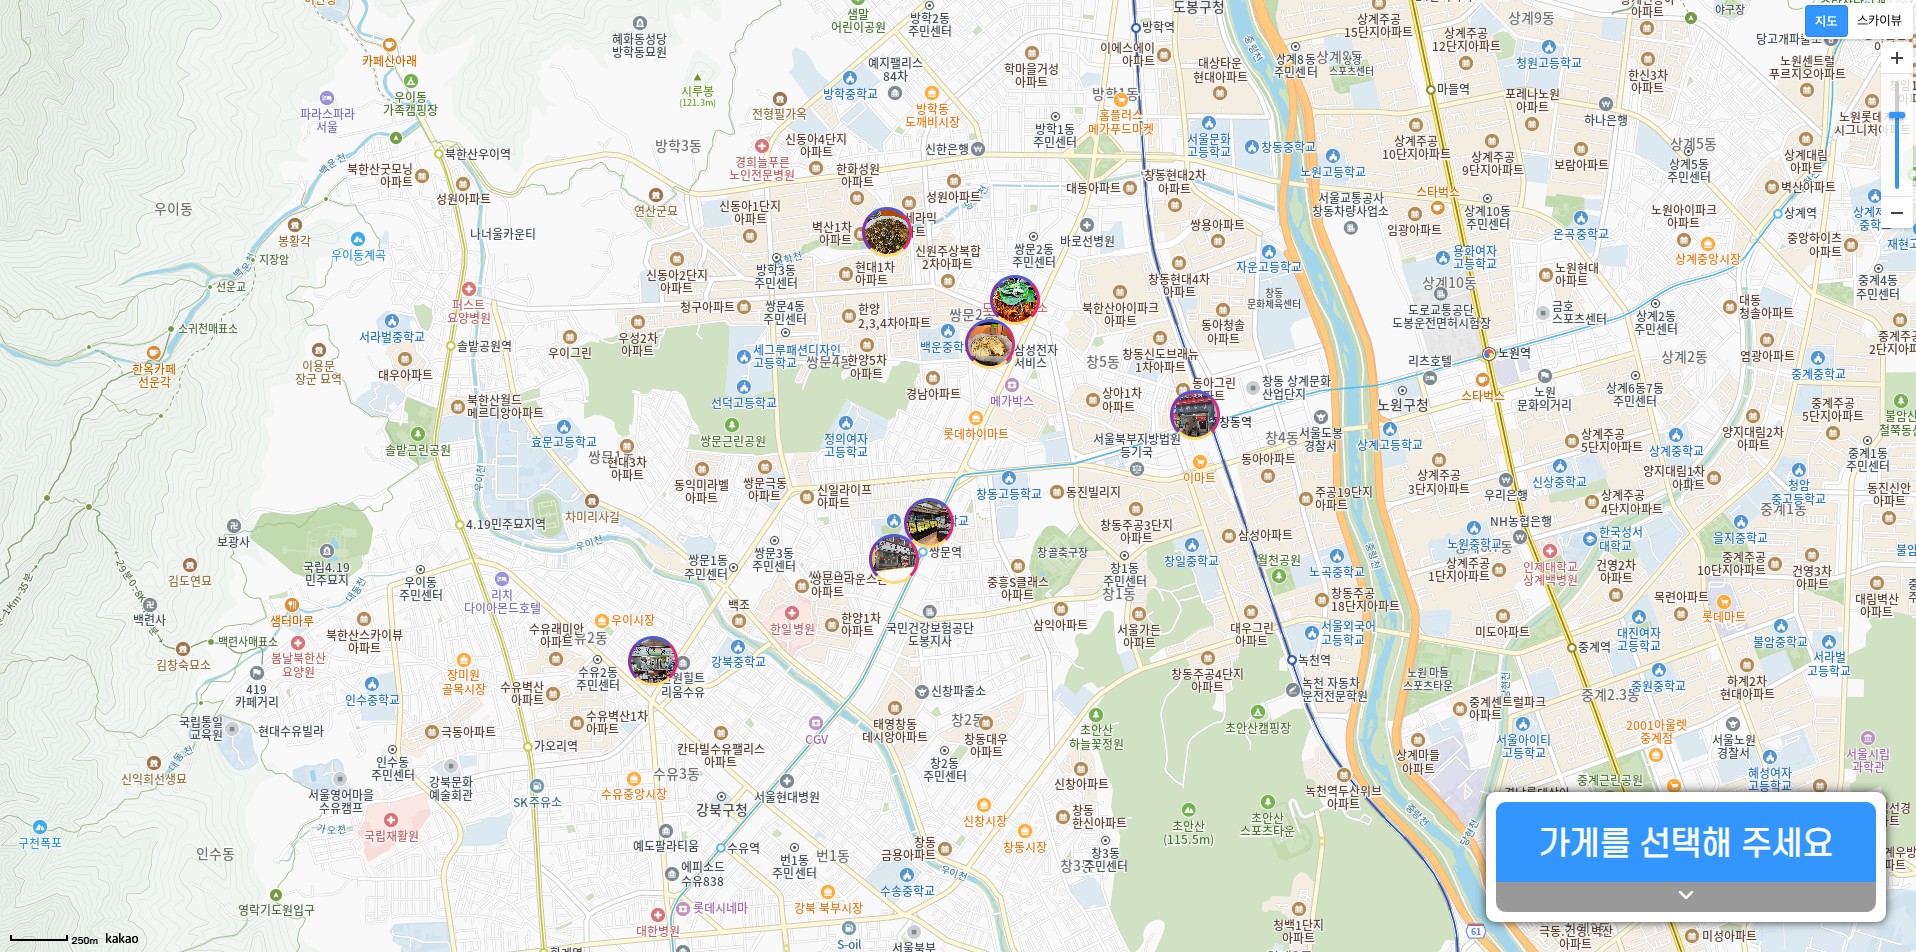 지도
스카이뷰
도봉구청
방학역
상계주공
15단지아파트
상계9동
상계주공
12단지아파트
아파트
야구장
당고개파출소
샘말
어린이공원
방학2동
주민센터
혜화동성당
방학동묘원
카페산아래
예지팰리스
84차
학마을거성
아파트
이에스에이
아파트
대상타운
현대아파트
상계8동
주민센터
스포츠센터
청원고등학교
한신3차
아파트
노원센트럴
푸르지오아파트
우이동
가족캠핑장
시루봉
(121.3m)
방학중학교
방학동
도깨비시장
전형필가옥
방학1동
홈플러스
메가푸드마켓
마들역
포레나노원
아파트
하나은행
파라스파라
서울
방학1동
주민센터
신동아4단지
아파트
방학3동
신한은행
서울문화
고등학교
창동중학교
노원고등학교
상계주공
10단지아파트
상계주공
9단지아파트
보람아파트
상계5동
상계5동
주민센터
상계대림
아파트
북한산우이역
북한산굿모닝
아파트
경희늘푸른
노인전문병원
한화성원
아파트
성원아파트
성원아파트
대동아파트
창동현대2차
아파트
벽산아파트
우이동
연산군묘
신동아1단지
아파트
벽산1차
아파트
세라믹
바로선병원
쌍용아파트
서울교통공사
창동차량사업소
스타벅스
임광아파트
상계10동
주민센터
온곡중학교
노원아이파크
아파트
상계역
봉황각
나너울카운티
우이동계곡
지장암
선운교
신원주상복합
2차아파트
쌍문2동
주민센터
신동아2단지
아파트
방학3동
주민센터
현대1차
아파트
자운고등학교
용화여자
고등학교
상계10동
노원현대
아파트
상계중앙시장
중앙하이츠
아파트
중계4동
주민센터
창동현대4차
아파트
퍼스트
요양병원
청구아파트
쌍문4동
주민센터
한양
2,3,4차아파트
북한산아이파크
아파트
창동
문화체육센터
도로교통공단
도봉운전면허시험장
금호
스포츠센터
상계2동
주민센터
대동
청솔아파트
중계주공
2단지아파트
소귀천매표소
서라벌중학교
솔밭공원역
우이그린
우성2차
아파트
세그루패션디자인
고등학교
쌍문4동
한양5차
아파트
백운중학
삼성전자
서비스
창5동
창동신도브래뉴
1차아파트
동아청솔
아파트
노원역
리츠호텔
상계2동
염광아파트
중계중학교
한옥카페
선운각
이용문
장군 묘역
대우아파트
선덕고등학교
경남아파트
메가박스
상아1차
아파트
동아그린
창동 상계문화
산업단지
노원구청
스타벅스
노원
문화의거리
상계6동7동
주민센터
중계주공
5단지아파트
북한산월드
메르디앙아파트
솔밭근린공원
효문고등학교
현대3차
아파트
쌍문근린공원
정의여자
고등학교
롯데하이마트
서울북부지방법원
등기국
창동역
창4동
서울도봉
경찰서
상계고등학교
상계주공
5단지아파트
상계중학교
양지대림2차
아파트
중계1동
주민센터
동익미라벨
아파트
쌍문극동
아파트
신일라이프
아파트
창동고등학교
동진빌리지
이마트
동아아파트
주공19단지
아파트
상계주공
3단지아파트
우리은행
신상중학교
상계주공
4단지아파트
양지대림1차
아파트
청암
중고등학교
중계1동
동진신안
아파트
4.19민주묘지역
차미리사길
창동주공3단지
아파트
삼성아파트
NH농협은행
노원중학교
한국성서
대학교
을지중학교
보광사
국립4.19
민주묘지
김도연묘
쌍문역
쌍문1동
주민센터
쌍문3동
주민센터
창골축구장
창1동
주민센터
창1동
창일중학교
월천공원
노곡중학교
상계주공
1단지아파트
인제대학교
상계백병원
건영2차
아파트
중계주공
10단지아파트
건영3차
아파트
우이동
주민센터
리치
다이아몬드호텔
중흥S클래스
아파트
백련사
샘터마루
북한산스카이뷰
아파트
우이시장
백조
한일병원
한양1차
아파트
국민건강보험공단
도봉지사
삼익아파트
서울가든
아파트
대우그린
아파트
창동주공
18단지아파트
서울외국어
고등학교
미도아파트
목련아파트
롯데마트
대림벽산
아파트
대진여자
고등학교
불암중학교
서라벌
고등학교
백련사매표소
김창숙묘소
봄날북한산
요양원
수유래미안
아파트
수유2동
주민센터
강북중학교
녹천역
중계역
419
카페거리
인수중학교
장미원
골목시장
수유벽산
아파트
수유벽산1차
아파트
신창파출소
창동주공4단지
아파트
녹천 자동차
운전전문학원
노원마들
스포츠타운
중계센트럴파크
아파트
중계2.3동
중원중학교
하계2차
현대아파트
국립통일
교육원
현대수유빌라
극동아파트
가오리역
CGV
태영창동
데시앙아파트
창2동
창동태우
아파트
초안산
하늘꽃정원
초안산캠핑장
상계마들
아파트
서울아이티
고등학교
2001아울렛
중계점
서울노원
경찰서
서울시립
과학관
신익희선생묘
인수동
주민센터
강북문화
예술회관
칸타빌수유팰리스
아파트
수유3동
창2동
주민센터
신창아파트
녹천역두산위브
아파트
중계근린공원
혜성여자
고등학교
서울영어마을
수유캠프
SK주유소
수유중앙시장
강북구청
서울현대병원
구천폭포
국립재활원
신창시장
창동시장
창동
한신아파트
초안산
(115.5m)
초안산
스포츠타운
인수동
예도팔라티움
수유역
번1동
주민센터
번1동
창동
금용아파트
창3동
주민센터
에피소드
수유838
수송중학교
영락기도원입구
롯데시네마
대한병원
강북 북부시장
S-oil
서울북부
청백1단지
아파트
미성아파트
61
가게를 선택해 주세요
250m
kakao